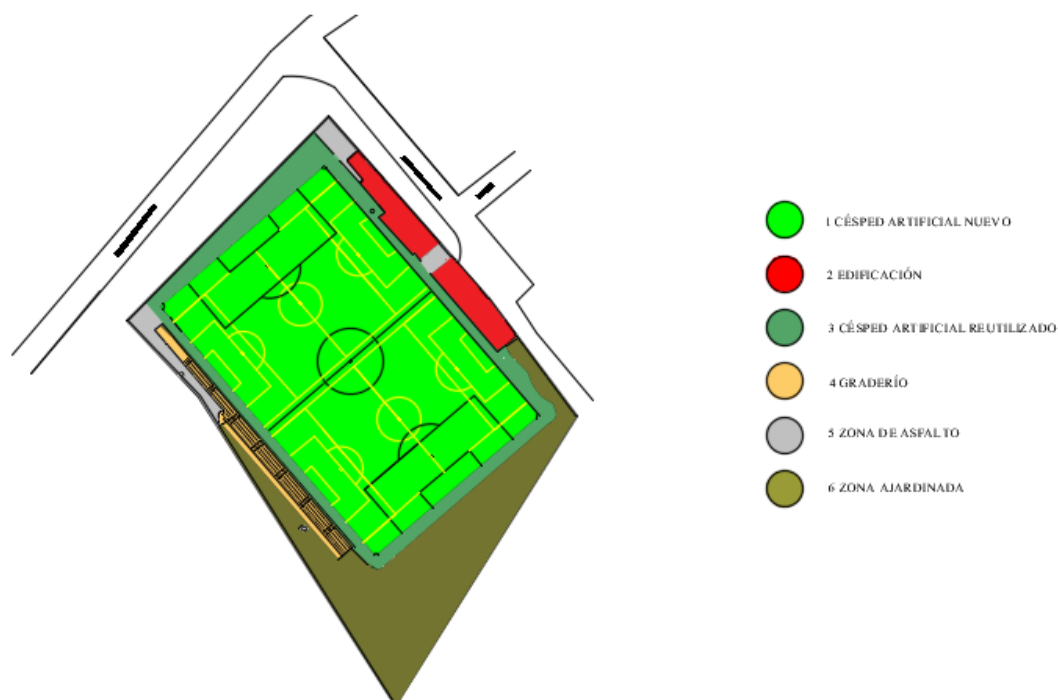 1 CÉSPED ARTIFICIAL NUEVO
2 EDIFICACIÓN
3 CÉSPED ARTIFICIAL REUTILIZADO
4 GRADERÍO
5 ZONA DE ASFALTO
6 ZONA AJARDINADA